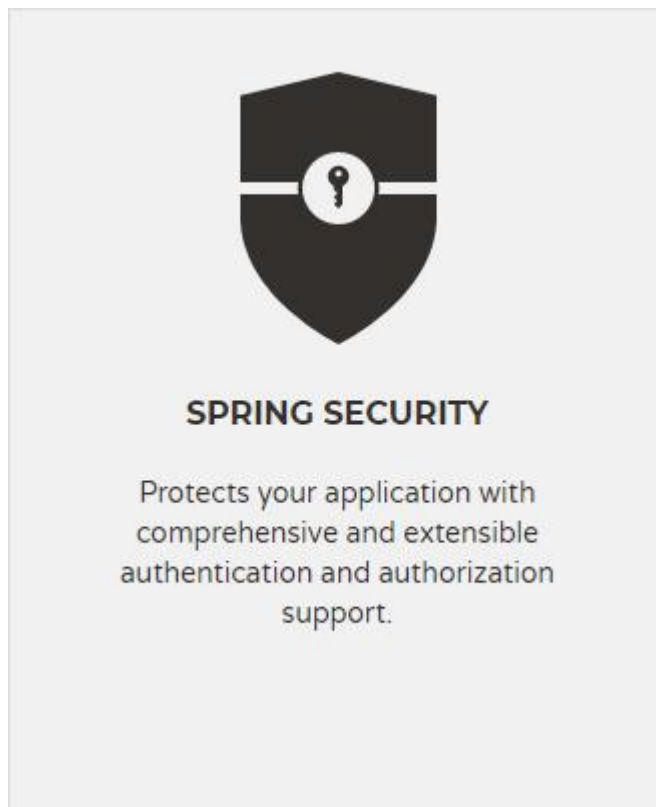 SPRING SECURITY
Protects your application with
comprehensive and extensible
authentication and authorization
support.